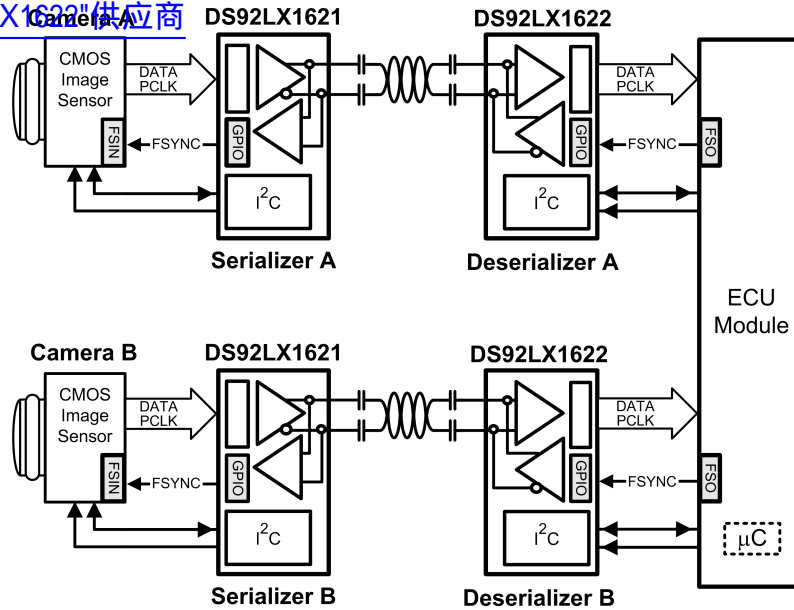 X1622"供应商
Camera A
DS92LX1621
DS92LX1622
CMOS
Image
Sensor
DATA
PCLK
DATA
PCLK
FSIN
FSYNC
GPIO
GPIO
FSYNC
FSO
I2C
I2C
Serializer A
Deserializer A
ECU
Module
Camera B
DS92LX1621
DS92LX1622
CMOS
Image
Sensor
DATA
PCLK
DATA
PCLK
FSIN
FSYNC
GPIO
GPIO
FSYNC
FSO
I2C
I2C
μC
Serializer B
Deserializer B